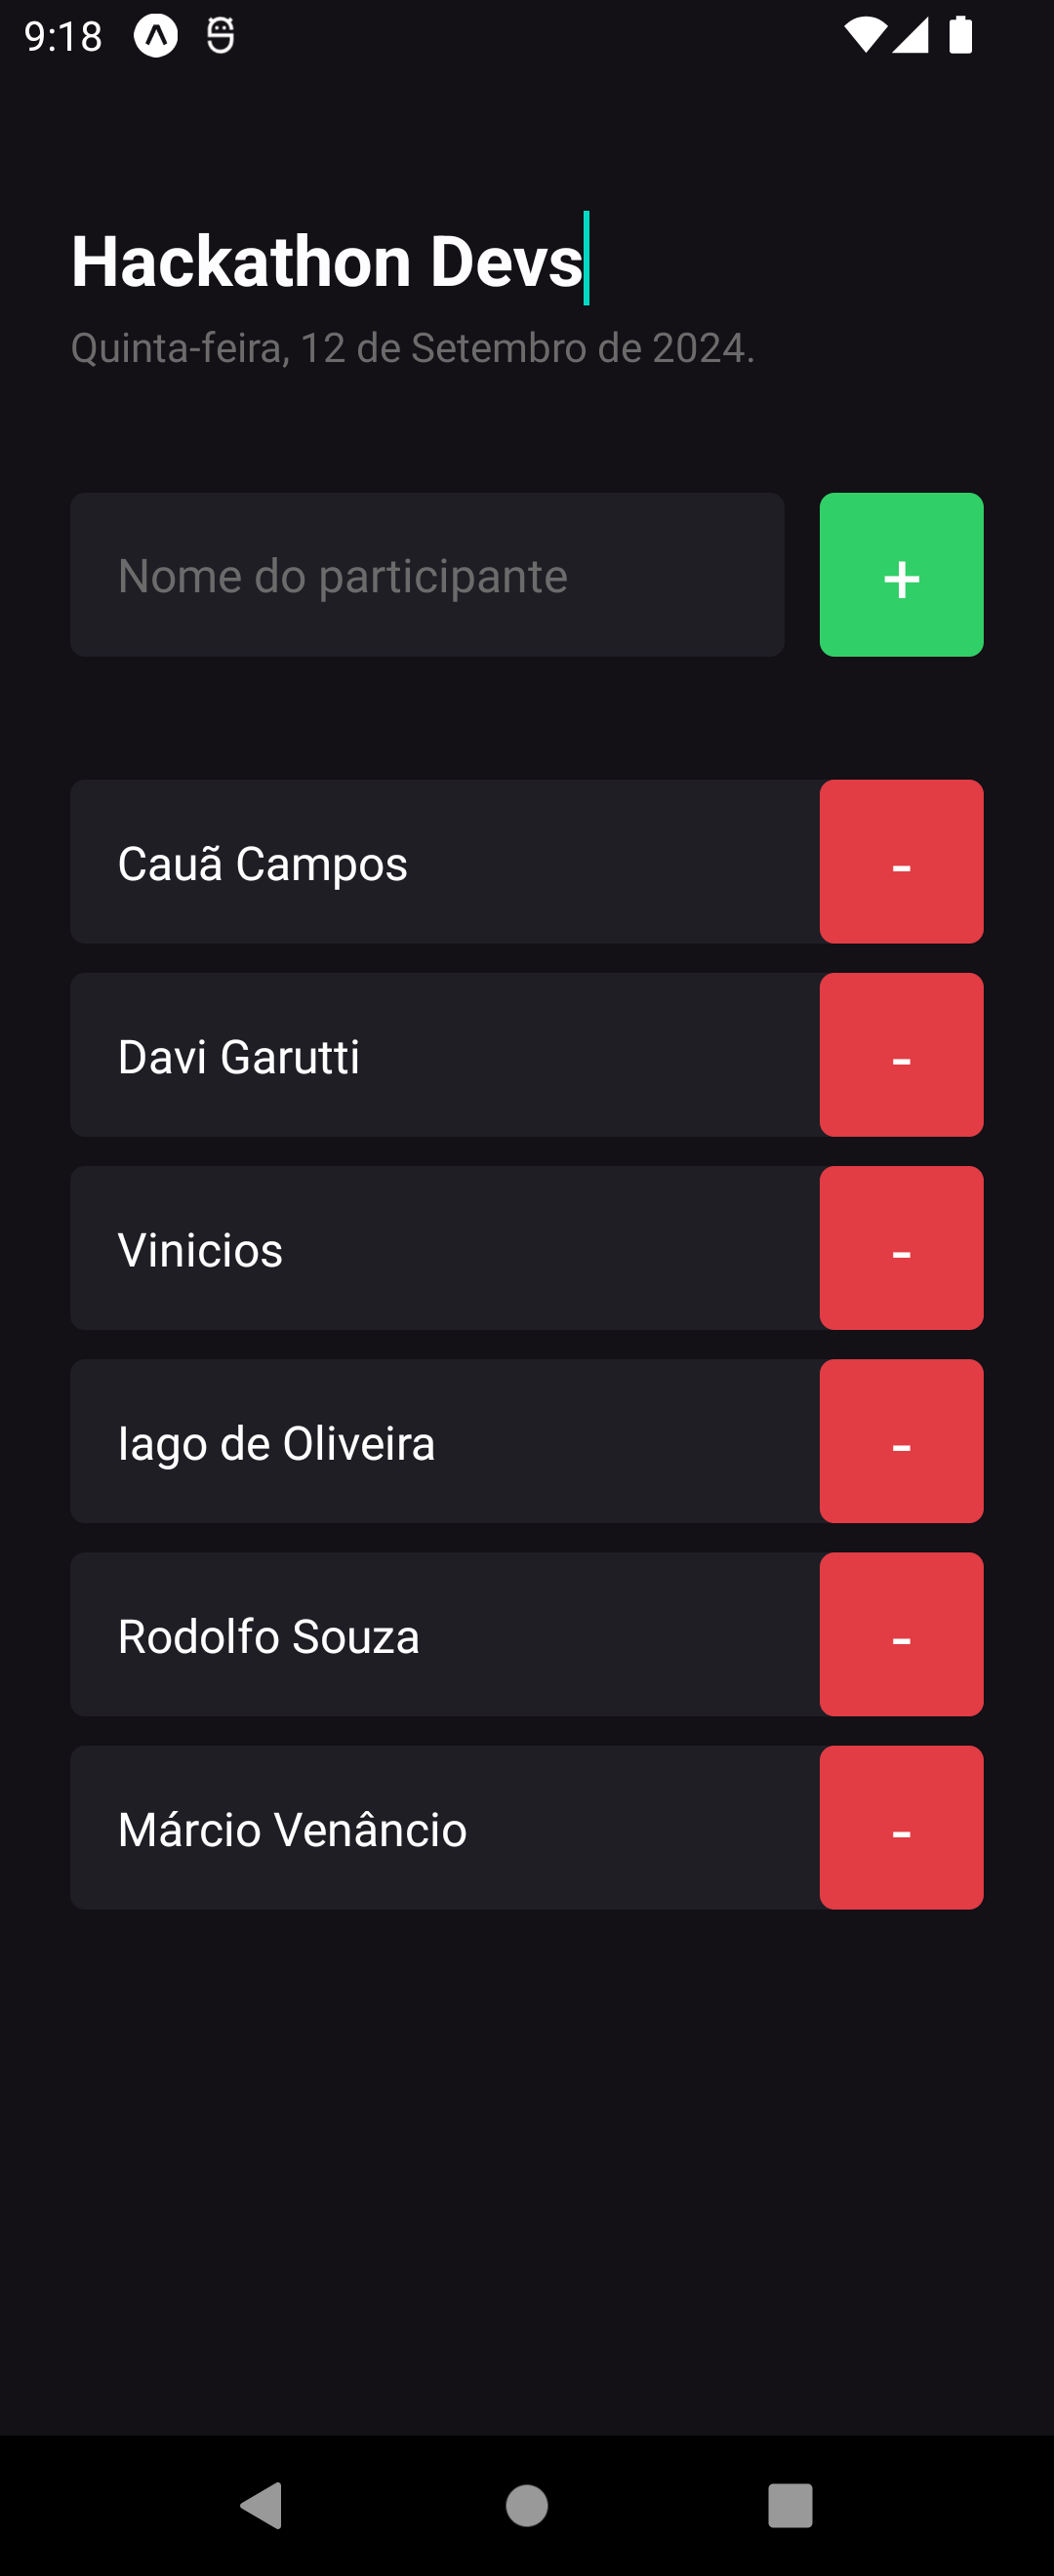 9:18
Hackathon Devs
Quinta-feira, 12 de Setembro de 2024.
Nome do participante
+
Cauã Campos
-
Davi Garutti
-
Vinicios
-
Iago de Oliveira
-
Rodolfo Souza
-
Márcio Venâncio
-